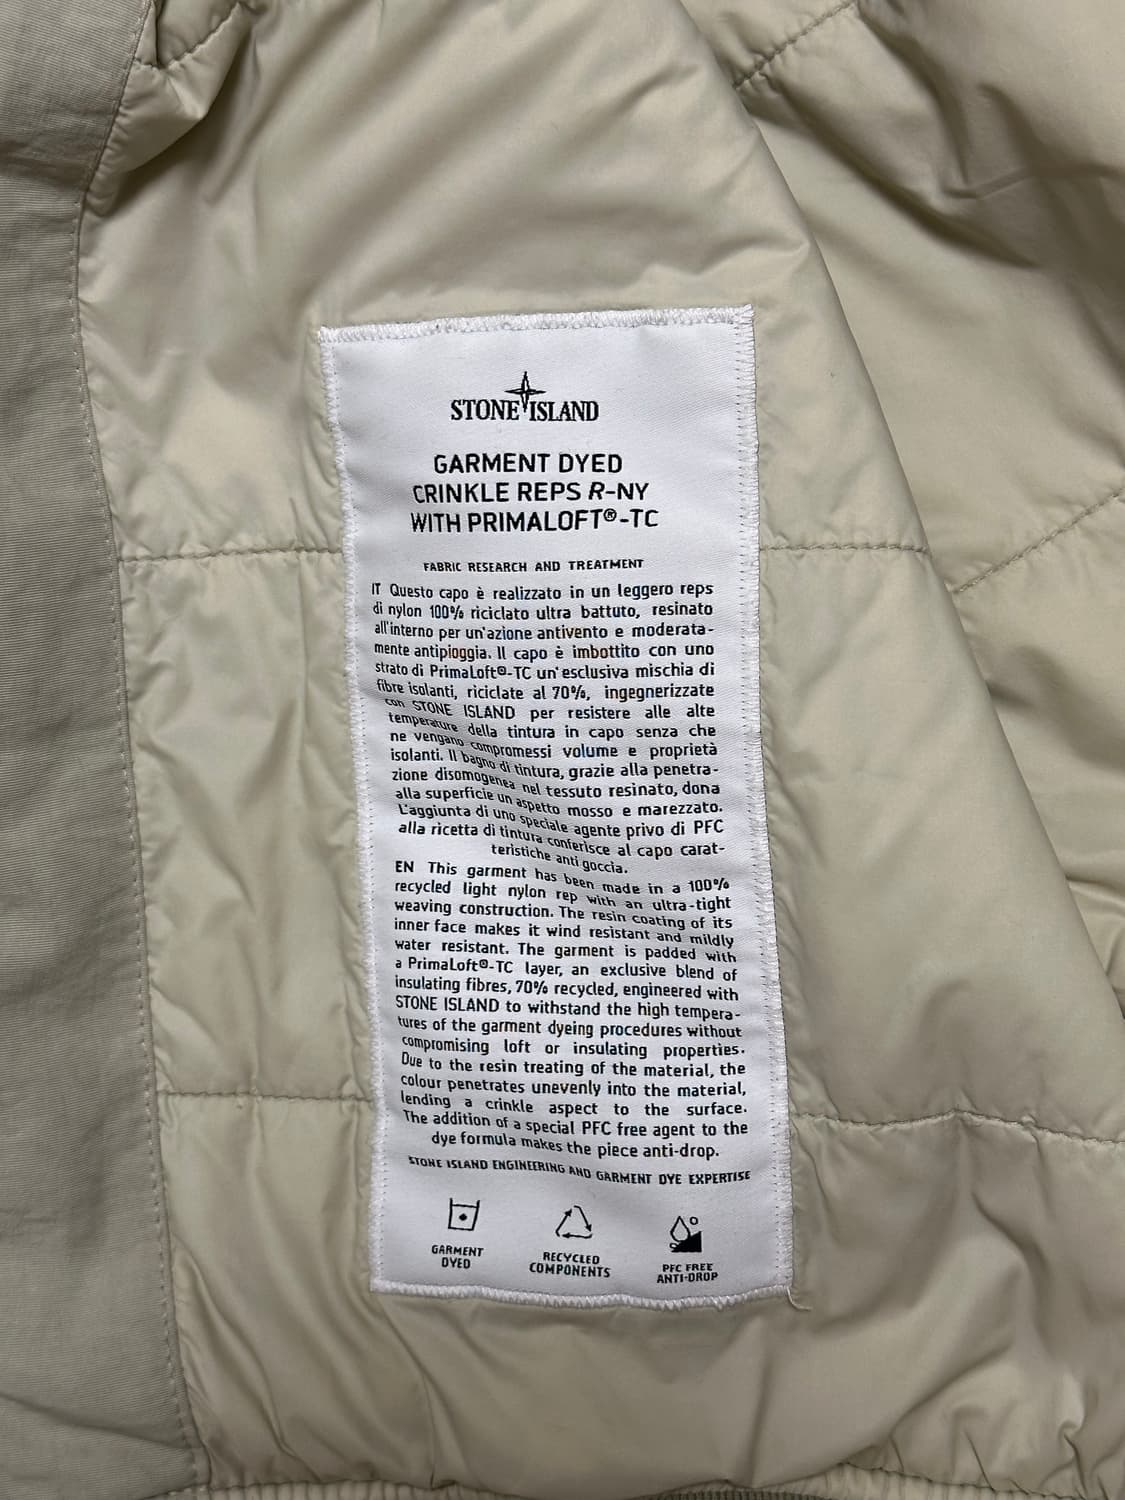 STONE ISLAND
GARMENT DYED
CRINKLE REPS R-NY
WITH PRIMALOFT®-TC
FABRIC RESEARCH AND TREATMENT
IT Questo capo è realizzato in un leggero reps
di nylon 100% riciclato ultra battuto, resinato
all'interno per un'azione antivento e moderata-
mente antipioggia. Il capo è imbottito con uno
strato di PrimaLoft®-TC un'esclusiva mischia di
fibre isolanti, riciclate al 70%, ingegnerizzate
con STONE ISLAND per resistere alle alte
temperature della tintura in capo senza che
ne vengano compromessi volume e proprietà
isolanti. Il bagno di tintura, grazie alla penetra-
zione disomogenea nel tessuto resinato, dona
alla superficie un aspetto mosso e marezzato.
L'aggiunta di uno speciale agente privo di PFC
alla ricetta di tintura conferisce al capo carat-
teristiche anti goccia.
EN This garment has been made in a 100%
recycled light nylon rep with an ultra-tight
weaving construction. The resin coating of its
inner face makes it wind resistant and mildly
water resistant. The garment is padded with
a PrimaLoft®-TC layer, an exclusive blend of
insulating fibres, 70% recycled, engineered with
STONE ISLAND to withstand the high tempera-
tures of the garment dyeing procedures without
compromising loft or insulating properties.
Due to the resin treating of the material, the
colour penetrates unevenly into the material,
lending a crinkle aspect to the surface.
The addition of a special PFC free agent to the
dye formula makes the piece anti-drop.
STONE ISLAND ENGINEERING AND GARMENT DYE EXPERTISE
GARMENT
DYED
RECYCLED
COMPONENTS
PFC FREE
ANTI-DROP